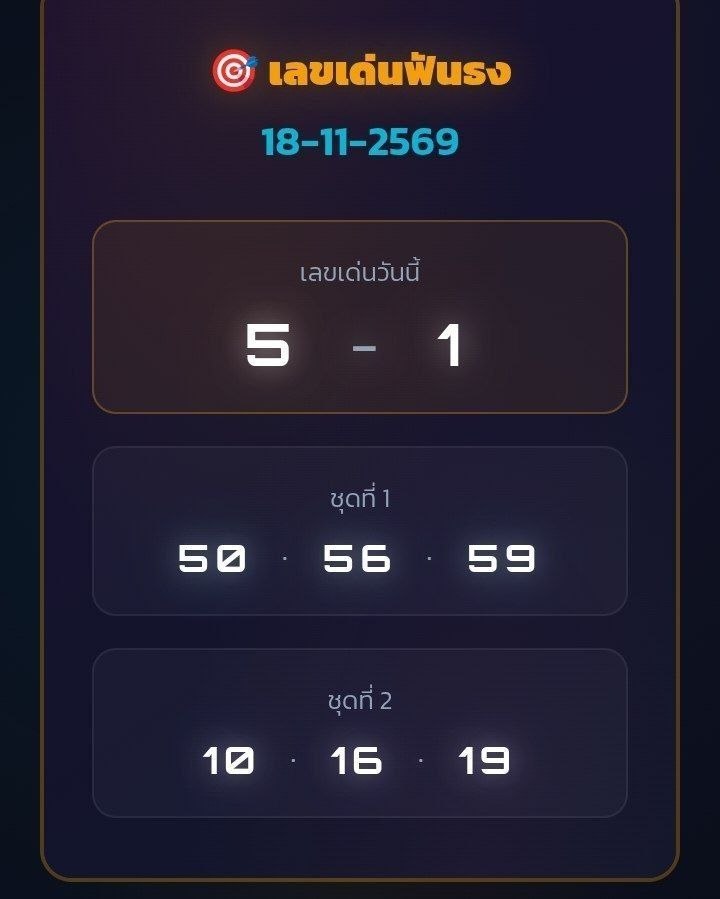 🎯 เลขเด่นฟันธง
18-11-2569
เลขเด่นวันนี้
5 - 1
ชุดที่ 1
50 · 56 · 59
ชุดที่ 2
10 · 16 · 19